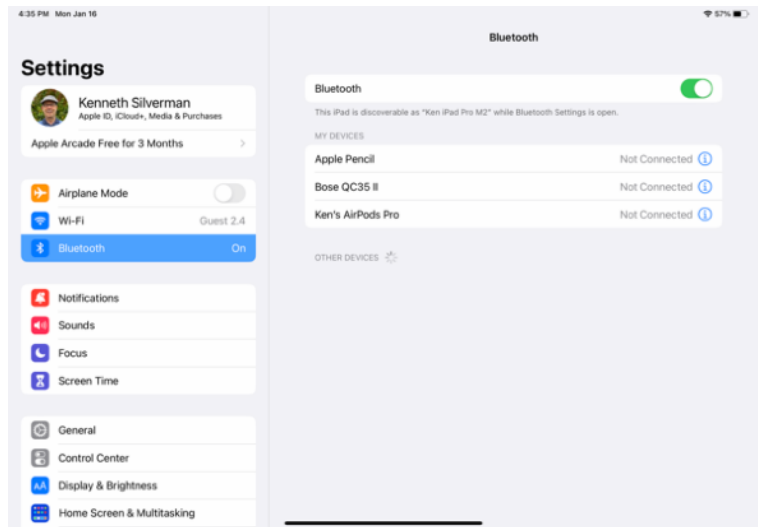 4:35 PM Mon Jan 16
57%
Settings
Kenneth Silverman
Apple ID, iCloud+, Media & Purchases
Apple Arcade Free for 3 Months
Airplane Mode
Wi-Fi Guest 2.4
Bluetooth On
Notifications
Sounds
Focus
Screen Time
General
Control Center
AA Display & Brightness
Home Screen & Multitasking
Bluetooth
Bluetooth
This iPad is discoverable as "Ken iPad Pro M2" while Bluetooth Settings is open.
MY DEVICES
Apple Pencil Not Connected
Bose QC35 II Not Connected
Ken's AirPods Pro Not Connected
OTHER DEVICES